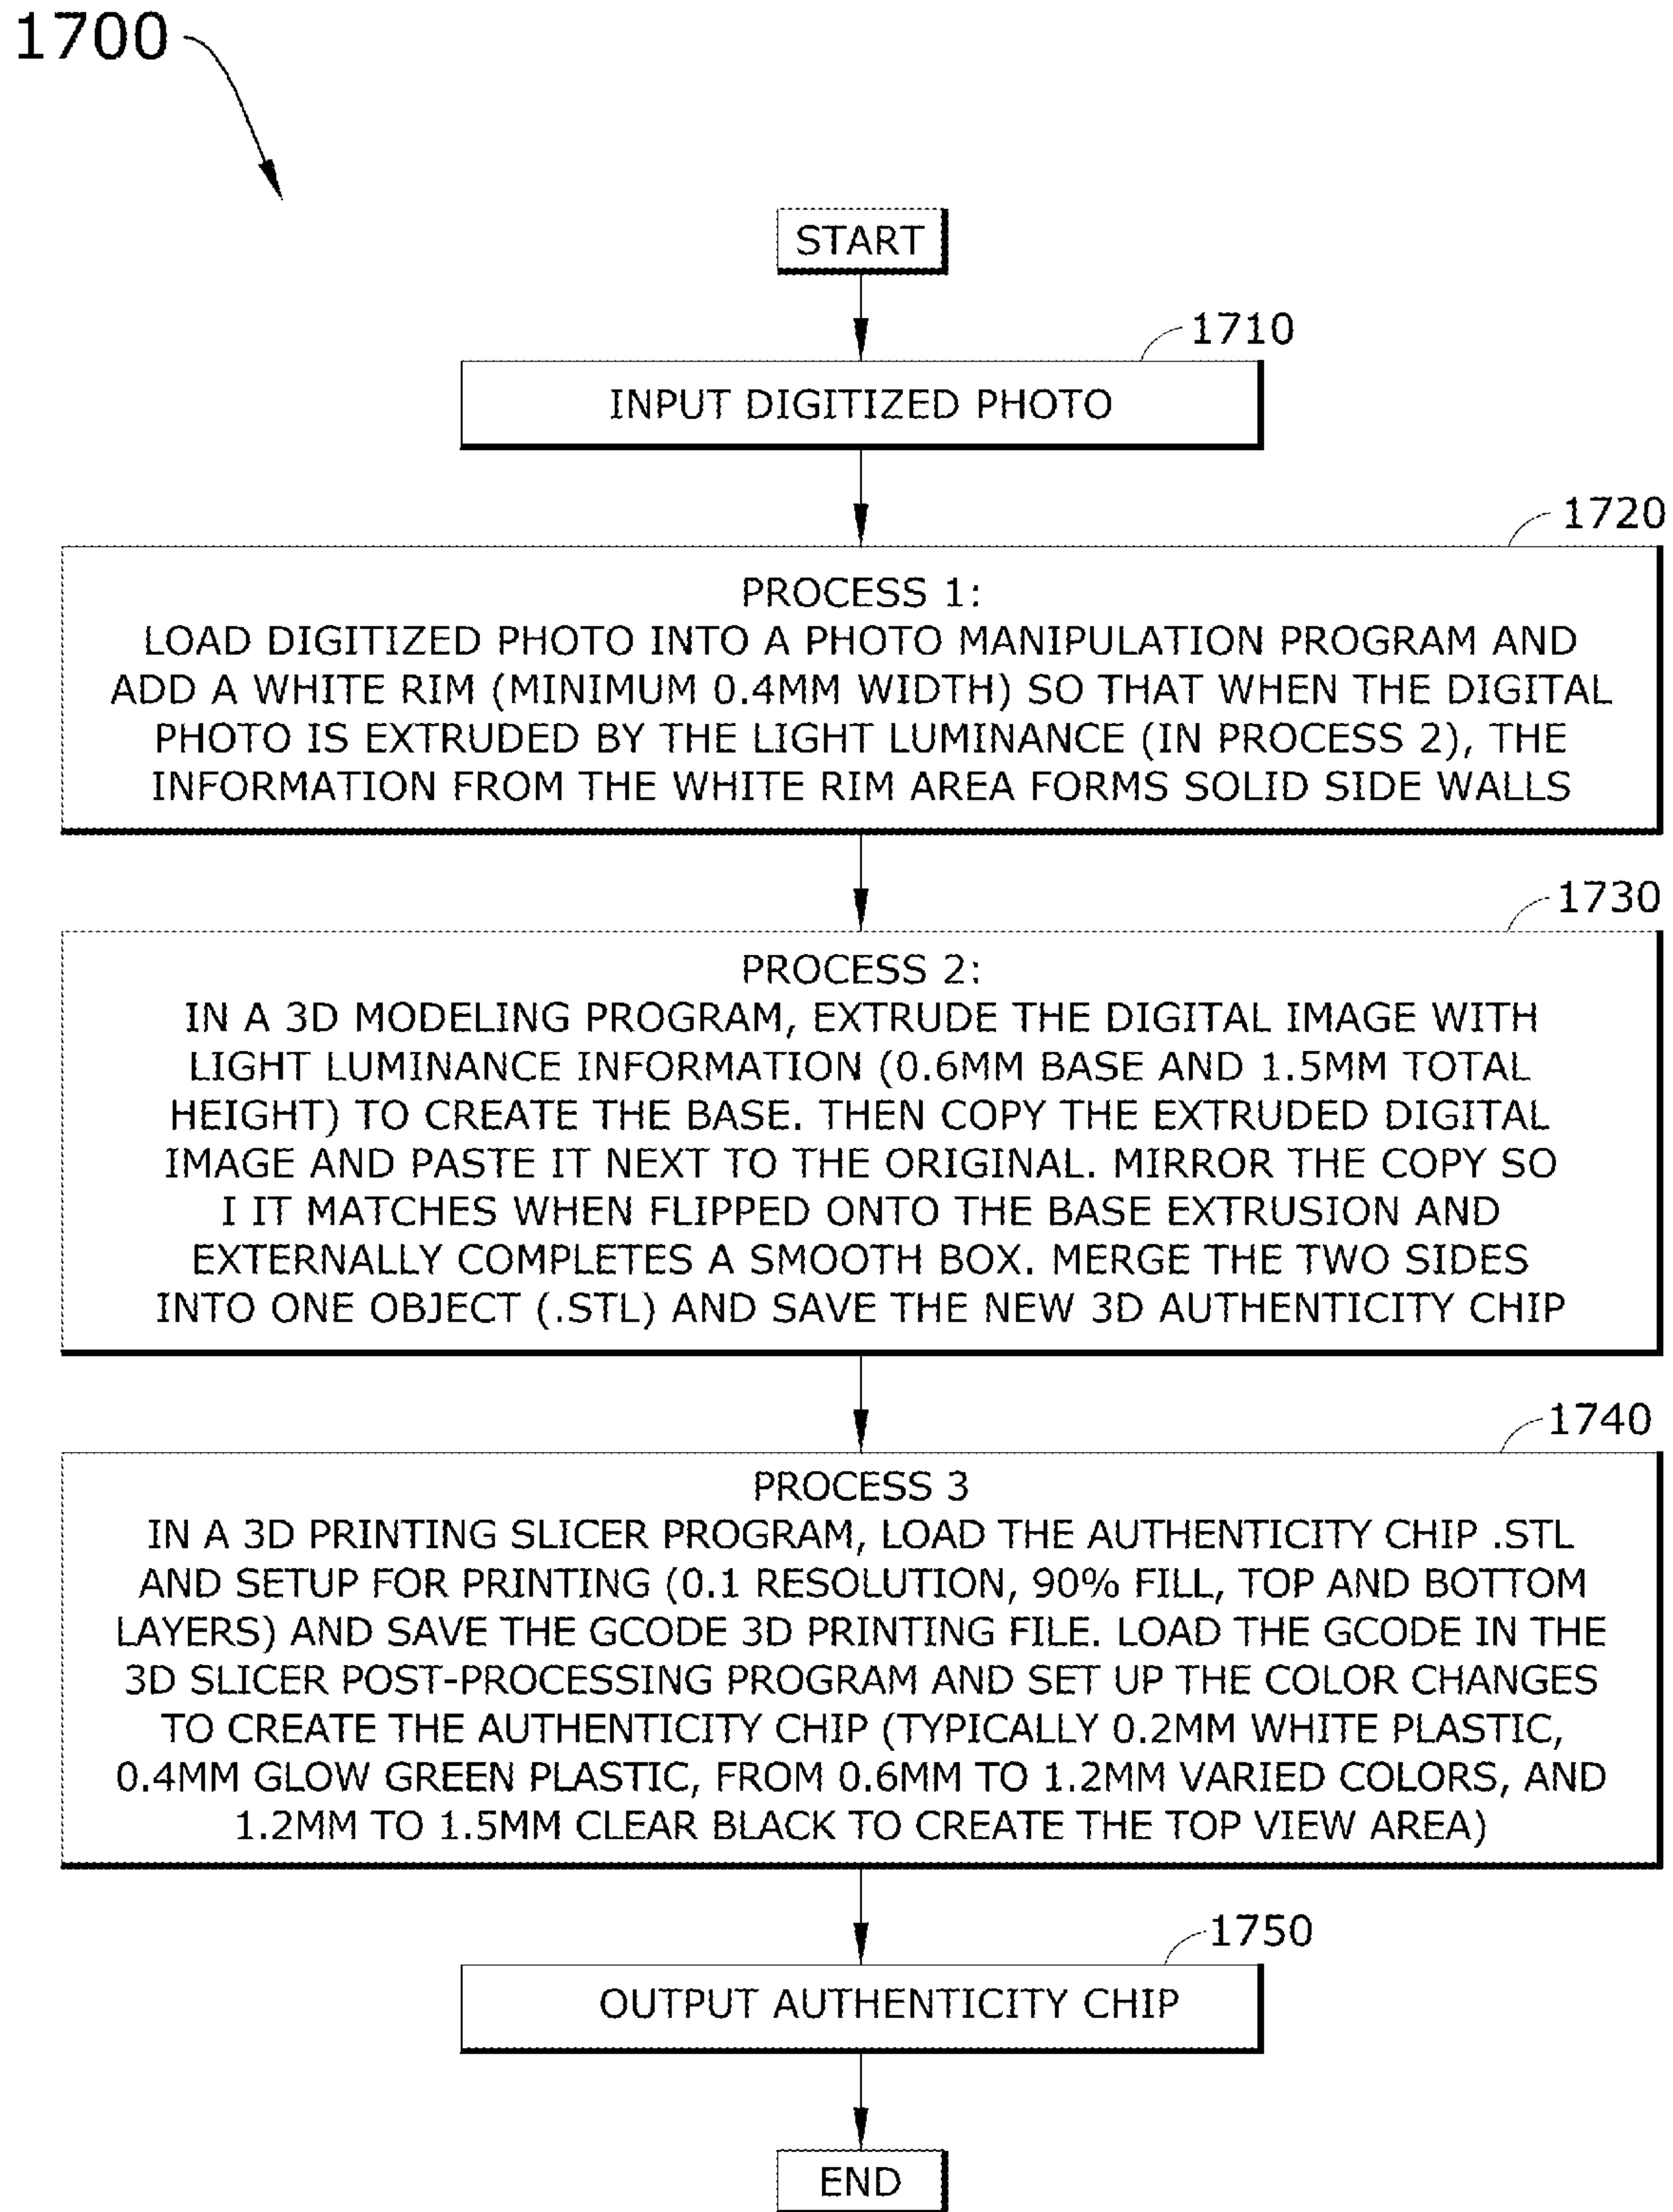 1700
START
1710
INPUT DIGITIZED PHOTO
1720
PROCESS 1:
LOAD DIGITIZED PHOTO INTO A PHOTO MANIPULATION PROGRAM AND
ADD A WHITE RIM (MINIMUM 0.4MM WIDTH) SO THAT WHEN THE DIGITAL
PHOTO IS EXTRUDED BY THE LIGHT LUMINANCE (IN PROCESS 2), THE
INFORMATION FROM THE WHITE RIM AREA FORMS SOLID SIDE WALLS
1730
PROCESS 2:
IN A 3D MODELING PROGRAM, EXTRUDE THE DIGITAL IMAGE WITH
LIGHT LUMINANCE INFORMATION (0.6MM BASE AND 1.5MM TOTAL
HEIGHT) TO CREATE THE BASE. THEN COPY THE EXTRUDED DIGITAL
IMAGE AND PASTE IT NEXT TO THE ORIGINAL. MIRROR THE COPY SO
I IT MATCHES WHEN FLIPPED ONTO THE BASE EXTRUSION AND
EXTERNALLY COMPLETES A SMOOTH BOX. MERGE THE TWO SIDES
INTO ONE OBJECT (.STL) AND SAVE THE NEW 3D AUTHENTICITY CHIP
1740
PROCESS 3
IN A 3D PRINTING SLICER PROGRAM, LOAD THE AUTHENTICITY CHIP .STL
AND SETUP FOR PRINTING (0.1 RESOLUTION, 90% FILL, TOP AND BOTTOM
LAYERS) AND SAVE THE GCODE 3D PRINTING FILE. LOAD THE GCODE IN THE
3D SLICER POST-PROCESSING PROGRAM AND SET UP THE COLOR CHANGES
TO CREATE THE AUTHENTICITY CHIP (TYPICALLY 0.2MM WHITE PLASTIC,
0.4MM GLOW GREEN PLASTIC, FROM 0.6MM TO 1.2MM VARIED COLORS, AND
1.2MM TO 1.5MM CLEAR BLACK TO CREATE THE TOP VIEW AREA)
1750
OUTPUT AUTHENTICITY CHIP
END